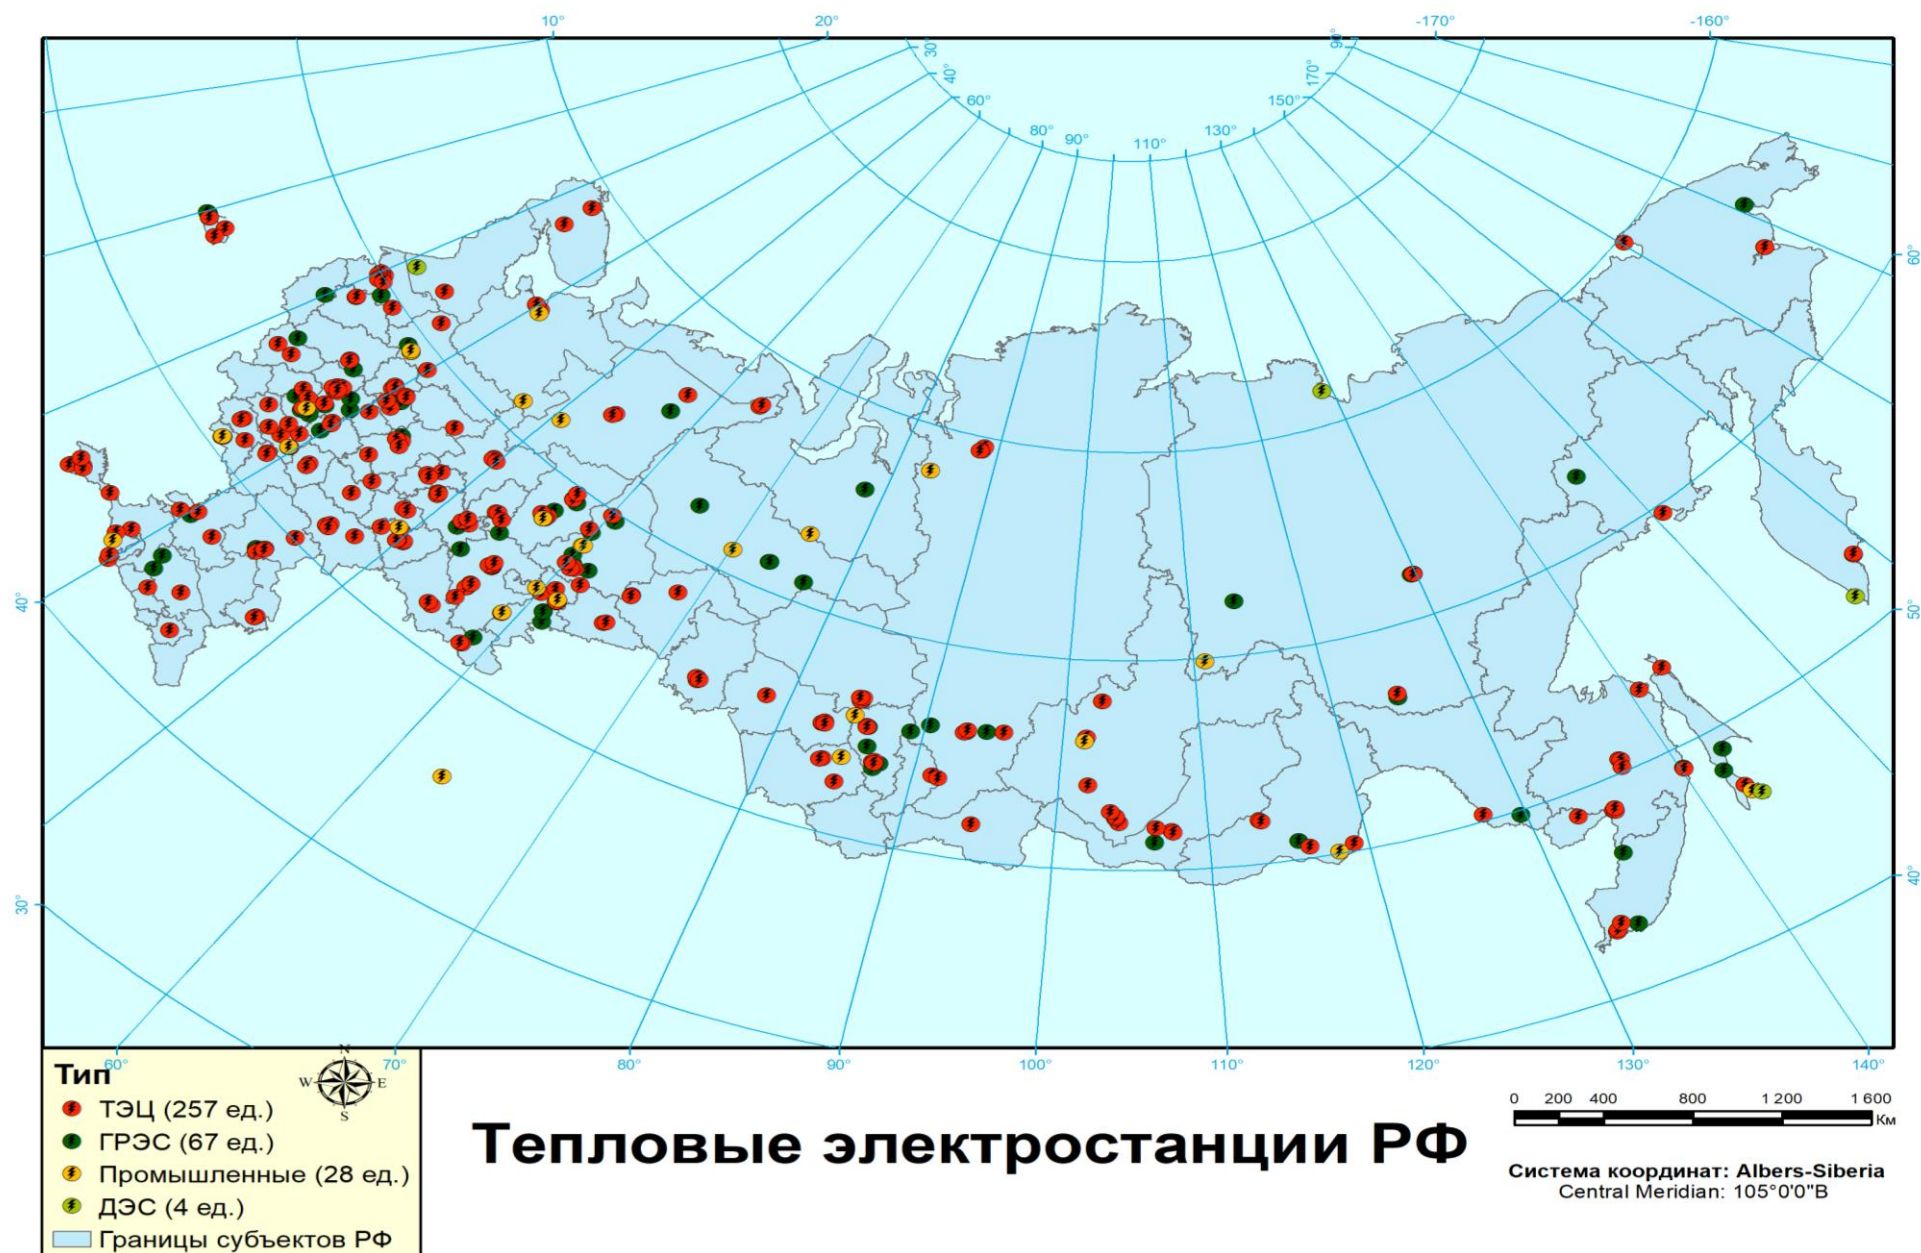 10° 20° -170° -160°
30° 90°
40° 170°
60° 150°
80° 90° 110° 130°
60°
40° 50°
30° 40°
60° 70° 80° 90° 100° 110° 120° 130° 140°
Тип
N
W E
S
ТЭЦ (257 ед.)
ГРЭС (67 ед.)
Промышленные (28 ед.)
ДЭС (4 ед.)
Границы субъектов РФ
Тепловые электростанции РФ
0 200 400 800 1 200 1 600
Км
Система координат: Albers-Siberia
Central Meridian: 105°0'0"В